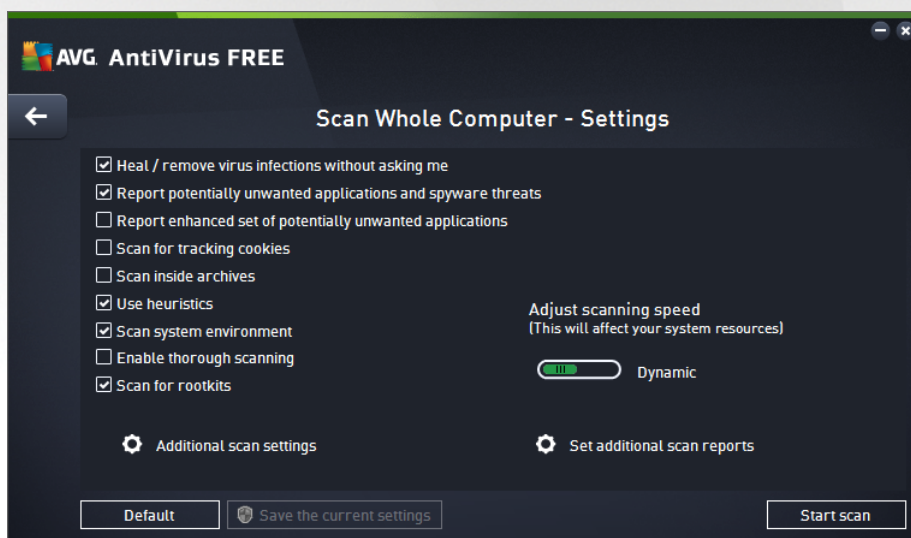 AVG. AntiVirus FREE
Scan Whole Computer - Settings
Heal / remove virus infections without asking me
Report potentially unwanted applications and spyware threats
Report enhanced set of potentially unwanted applications
Scan for tracking cookies
Scan inside archives
Use heuristics
Scan system environment
Enable thorough scanning
Scan for rootkits
Adjust scanning speed
(This will affect your system resources)
Dynamic
Additional scan settings
Set additional scan reports
Default
Save the current settings
Start scan